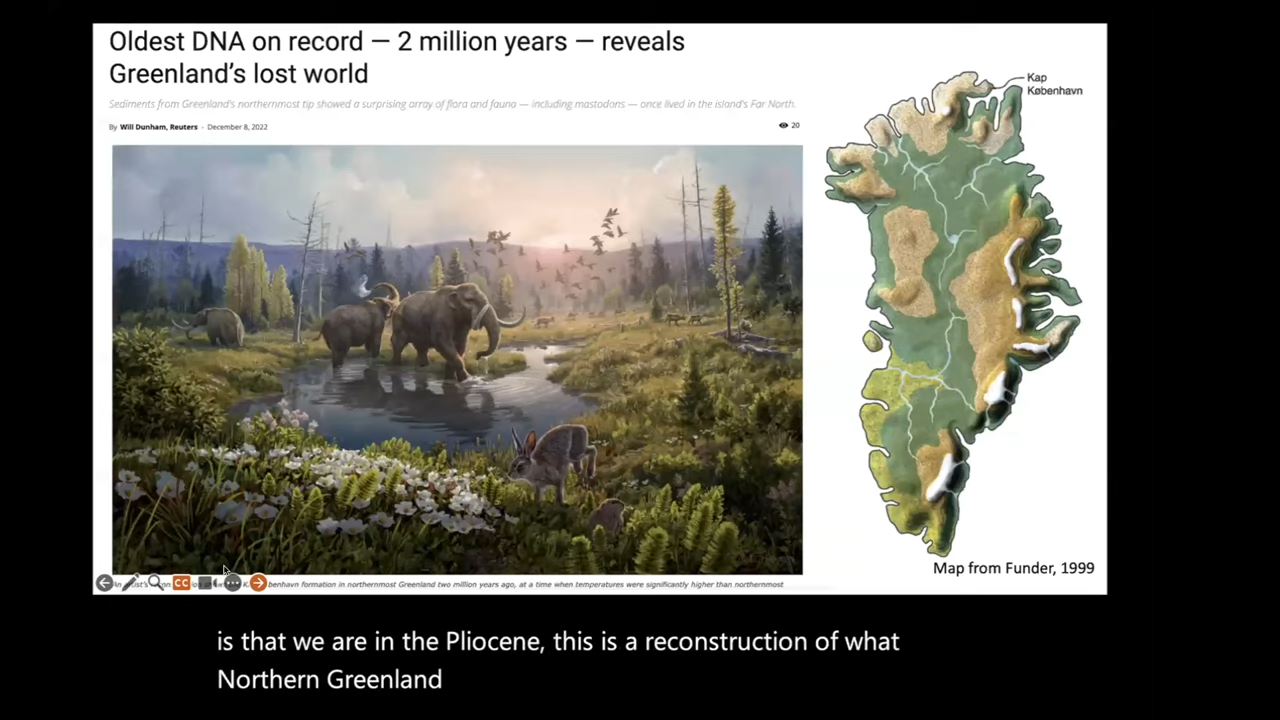 Oldest DNA on record — 2 million years — reveals
Greenland's lost world
Sediments from Greenland's northernmost tip showed a surprising array of flora and fauna — including mastodons — once lived in the island's Far North.
By Will Dunham, Reuters - December 8, 2022
20
Kap
København
CC
benhavn formation in northernmost Greenland two million years ago, at a time when temperatures were significantly higher than northernmost
Map from Funder, 1999
is that we are in the Pliocene, this is a reconstruction of what
Northern Greenland